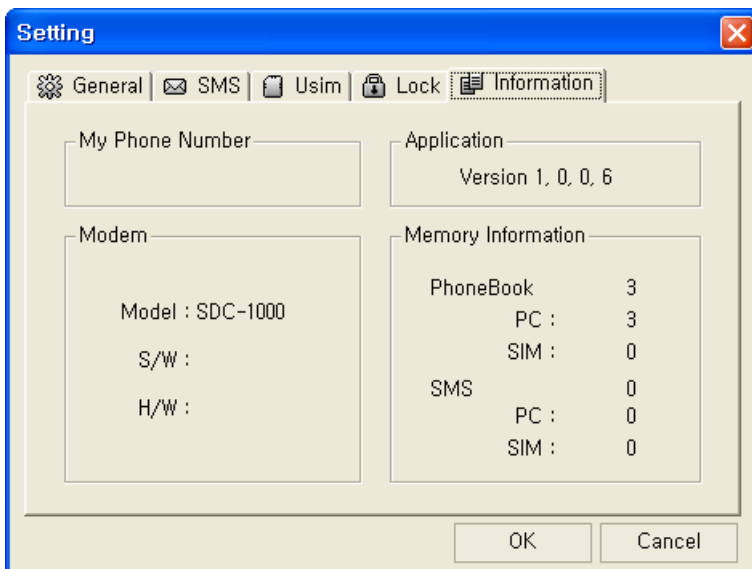 Setting
General
SMS
Usim
Lock
Information
My Phone Number
Application
Version 1, 0, 0, 6
Modem
Model : SDC-1000
S/W :
H/W :
Memory Information
PhoneBook 3
PC : 3
SIM : 0
SMS 0
PC : 0
SIM : 0
OK
Cancel